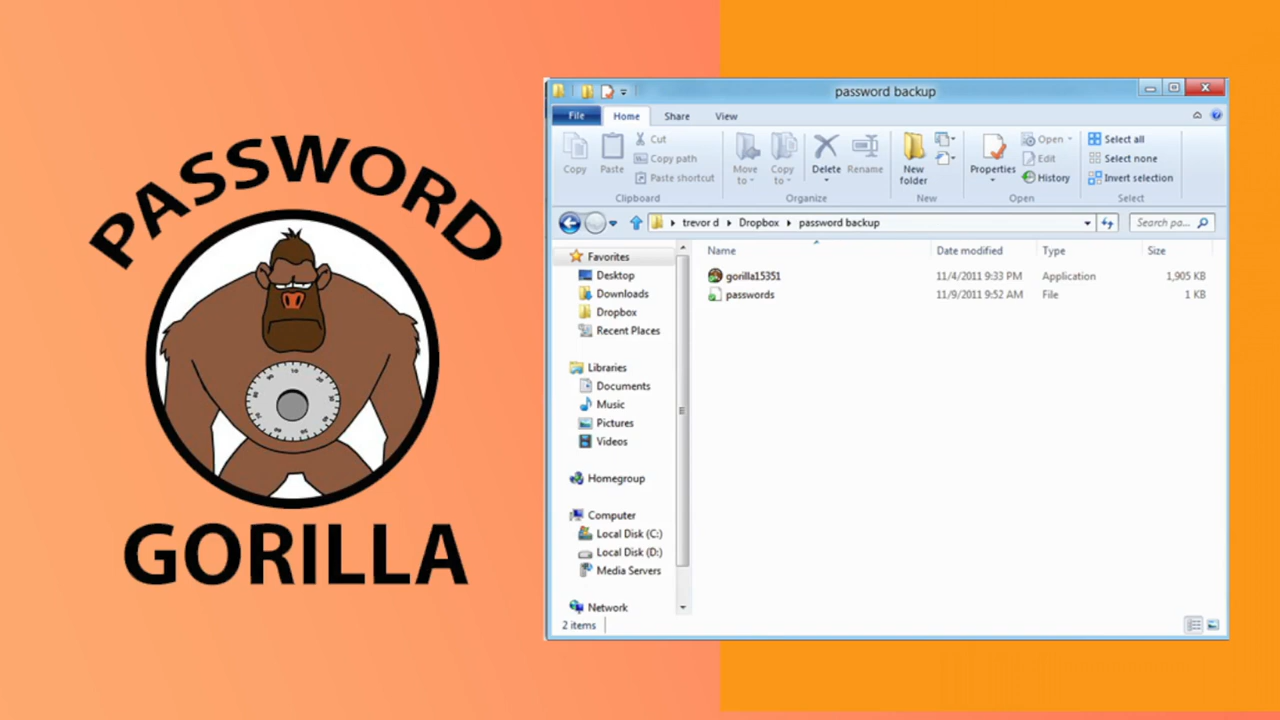 PASSWORD
GORILLA
password backup
File Home Share View
Copy
Paste
Cut
Copy path
Paste shortcut
Clipboard
Move to
Copy to
Delete
Rename
Organize
New folder
New
Properties
Open
Edit
History
Open
Select all
Select none
Invert selection
Select
trevor d Dropbox password backup
Search pa...
Favorites
Desktop
Downloads
Dropbox
Recent Places
Libraries
Documents
Music
Pictures
Videos
Homegroup
Computer
Local Disk (C:)
Local Disk (D:)
Media Servers
Network
Name Date modified Type Size
gorilla15351 11/4/2011 9:33 PM Application 1,905 KB
passwords 11/9/2011 9:52 AM File 1 KB
2 items